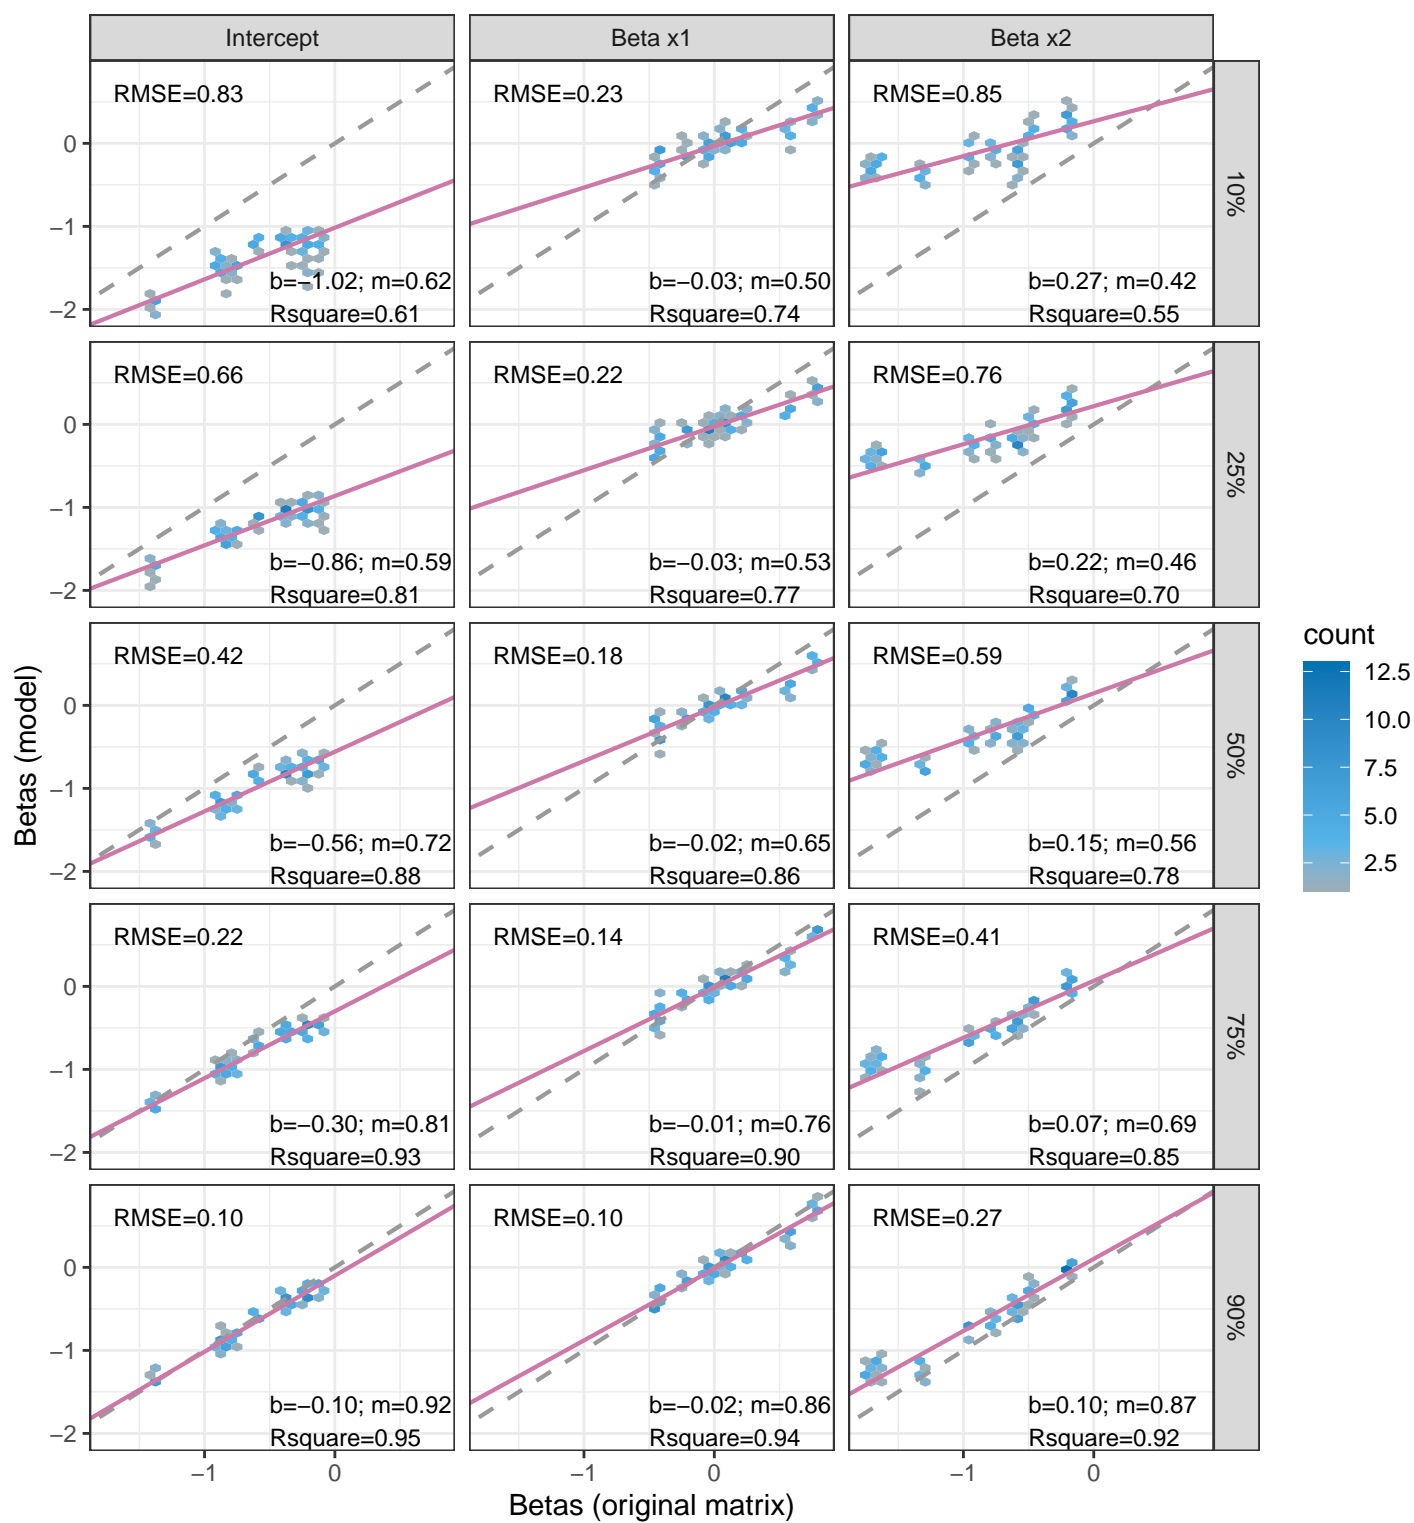 Intercept
Beta x1
Beta x2
RMSE=0.83
RMSE=0.23
RMSE=0.85
10%
0
−1
−2
b=−1.02; m=0.62
Rsquare=0.61
b=−0.03; m=0.50
Rsquare=0.74
b=0.27; m=0.42
Rsquare=0.55
RMSE=0.66
RMSE=0.22
RMSE=0.76
25%
0
−1
−2
b=−0.86; m=0.59
Rsquare=0.81
b=−0.03; m=0.53
Rsquare=0.77
b=0.22; m=0.46
Rsquare=0.70
RMSE=0.42
RMSE=0.18
RMSE=0.59
50%
0
−1
−2
b=−0.56; m=0.72
Rsquare=0.88
b=−0.02; m=0.65
Rsquare=0.86
b=0.15; m=0.56
Rsquare=0.78
RMSE=0.22
RMSE=0.14
RMSE=0.41
75%
0
−1
−2
b=−0.30; m=0.81
Rsquare=0.93
b=−0.01; m=0.76
Rsquare=0.90
b=0.07; m=0.69
Rsquare=0.85
RMSE=0.10
RMSE=0.10
RMSE=0.27
90%
0
−1
−2
b=−0.10; m=0.92
Rsquare=0.95
b=−0.02; m=0.86
Rsquare=0.94
b=0.10; m=0.87
Rsquare=0.92
−1
0
−1
0
−1
0
Betas (original matrix)
Betas (model)
count
12.5
10.0
7.5
5.0
2.5